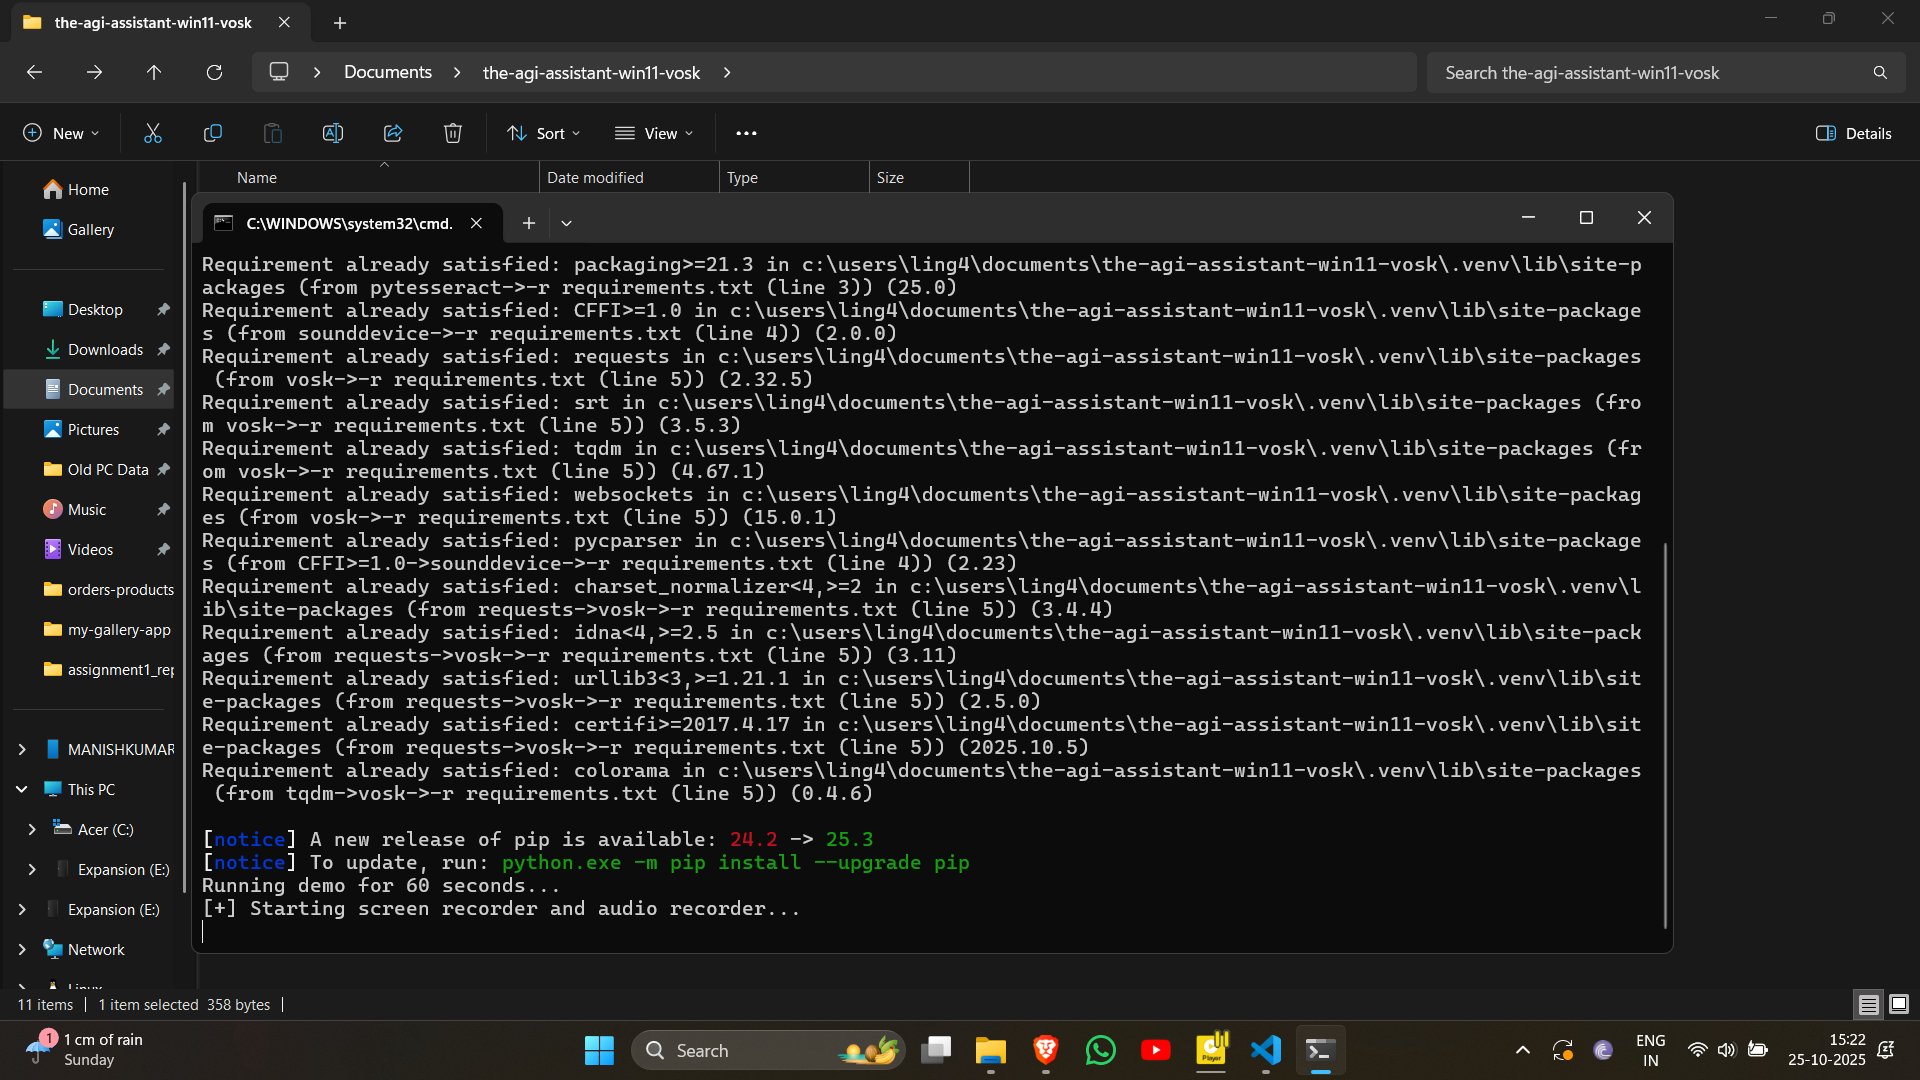 the-agi-assistant-win11-vosk
Documents
the-agi-assistant-win11-vosk
Search the-agi-assistant-win11-vosk
New
Sort
View
Details
Name
Date modified
Type
Size
Home
Gallery
Desktop
Downloads
Documents
Pictures
Old PC Data
Music
Videos
orders-products
my-gallery-app
assignment1_rep
MANISHKUMAR
This PC
Acer (C:)
Expansion (E:)
Expansion (E:)
Network
Linux
C:\WINDOWS\system32\cmd.
Requirement already satisfied: packaging>=21.3 in c:\users\ling4\documents\the-agi-assistant-win11-vosk\.venv\lib\site-p
ackages (from pytesseract->-r requirements.txt (line 3)) (25.0)
Requirement already satisfied: CFFI>=1.0 in c:\users\ling4\documents\the-agi-assistant-win11-vosk\.venv\lib\site-package
s (from sounddevice->-r requirements.txt (line 4)) (2.0.0)
Requirement already satisfied: requests in c:\users\ling4\documents\the-agi-assistant-win11-vosk\.venv\lib\site-packages
(from vosk->-r requirements.txt (line 5)) (2.32.5)
Requirement already satisfied: srt in c:\users\ling4\documents\the-agi-assistant-win11-vosk\.venv\lib\site-packages (fro
m vosk->-r requirements.txt (line 5)) (3.5.3)
Requirement already satisfied: tqdm in c:\users\ling4\documents\the-agi-assistant-win11-vosk\.venv\lib\site-packages (fr
om vosk->-r requirements.txt (line 5)) (4.67.1)
Requirement already satisfied: websockets in c:\users\ling4\documents\the-agi-assistant-win11-vosk\.venv\lib\site-packag
es (from vosk->-r requirements.txt (line 5)) (15.0.1)
Requirement already satisfied: pycparser in c:\users\ling4\documents\the-agi-assistant-win11-vosk\.venv\lib\site-package
s (from CFFI>=1.0->sounddevice->-r requirements.txt (line 4)) (2.23)
Requirement already satisfied: charset_normalizer<4,>=2 in c:\users\ling4\documents\the-agi-assistant-win11-vosk\.venv\l
ib\site-packages (from requests->vosk->-r requirements.txt (line 5)) (3.4.4)
Requirement already satisfied: idna<4,>=2.5 in c:\users\ling4\documents\the-agi-assistant-win11-vosk\.venv\lib\site-pack
ages (from requests->vosk->-r requirements.txt (line 5)) (3.11)
Requirement already satisfied: urllib3<3,>=1.21.1 in c:\users\ling4\documents\the-agi-assistant-win11-vosk\.venv\lib\sit
e-packages (from requests->vosk->-r requirements.txt (line 5)) (2.5.0)
Requirement already satisfied: certifi>=2017.4.17 in c:\users\ling4\documents\the-agi-assistant-win11-vosk\.venv\lib\sit
e-packages (from requests->vosk->-r requirements.txt (line 5)) (2025.10.5)
Requirement already satisfied: colorama in c:\users\ling4\documents\the-agi-assistant-win11-vosk\.venv\lib\site-packages
(from tqdm->vosk->-r requirements.txt (line 5)) (0.4.6)
[notice] A new release of pip is available: 24.2 -> 25.3
[notice] To update, run: python.exe -m pip install --upgrade pip
Running demo for 60 seconds...
[+] Starting screen recorder and audio recorder...
11 items
1 item selected 358 bytes
1
1 cm of rain
Sunday
Search
Player
ENG
IN
15:22
25-10-2025